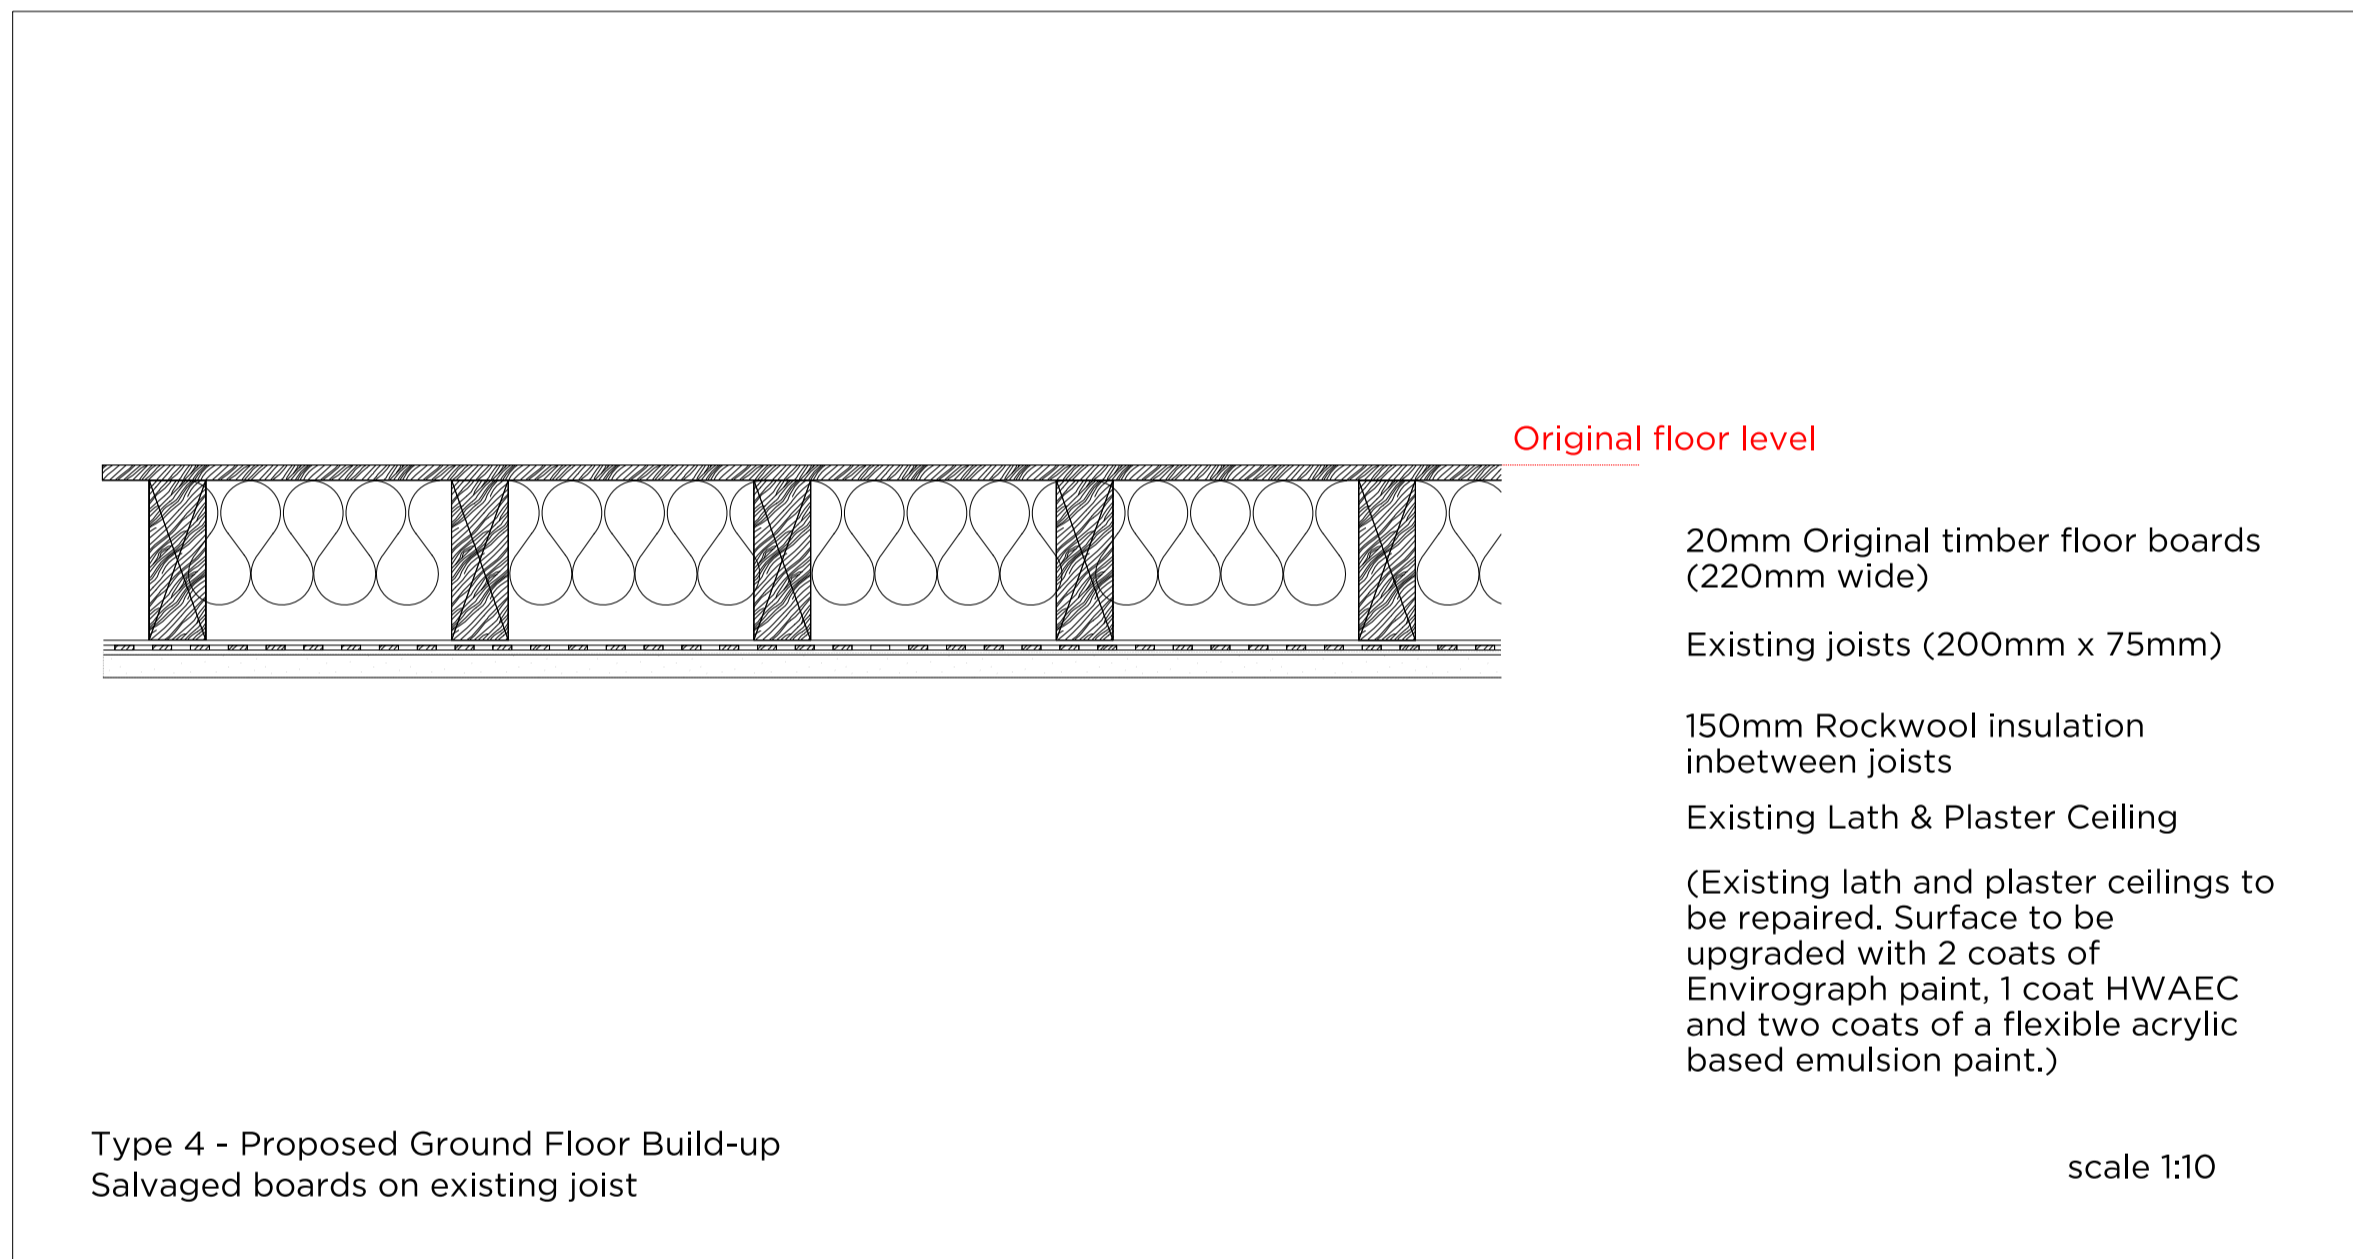 Original floor level
20mm Original timber floor boards
(220mm wide)
Existing joists (200mm x 75mm)
150mm Rockwool insulation
inbetween joists
Existing Lath & Plaster Ceiling
(Existing lath and plaster ceilings to
be repaired. Surface to be
upgraded with 2 coats of
Envirograph paint, 1 coat HWAEC
and two coats of a flexible acrylic
based emulsion paint.)
Type 4 - Proposed Ground Floor Build-up
Salvaged boards on existing joist
scale 1:10